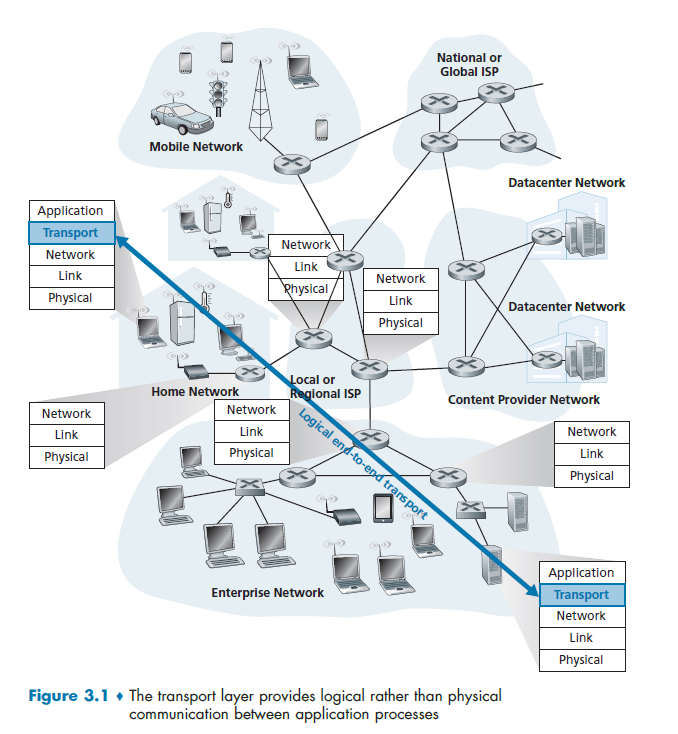 National or
Global ISP
Mobile Network
Datacenter Network
Application
Transport
Network
Link
Physical
Network
Link
Physical
Network
Link
Physical
Datacenter Network
Home Network
Local or
Regional ISP
Content Provider Network
Network
Link
Physical
Network
Link
Physical
Logical end-to-end transport
Network
Link
Physical
Enterprise Network
Application
Transport
Network
Link
Physical
Figure 3.1 ♦ The transport layer provides logical rather than physical
communication between application processes